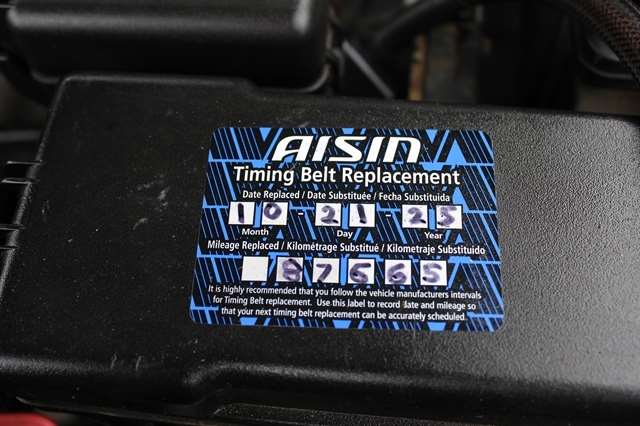 AISIN
Timing Belt Replacement
Date Replaced / Date Substituée / Fecha Substituida
10 - 21 - 23
Month Day Year
Mileage Replaced / Kilométrage Substitué / Kilometraje Substituido
87665
It is highly recommended that you follow the vehicle manufacturers intervals
for Timing Belt replacement. Use this label to record date and mileage so
that your next timing belt replacement can be accurately scheduled.